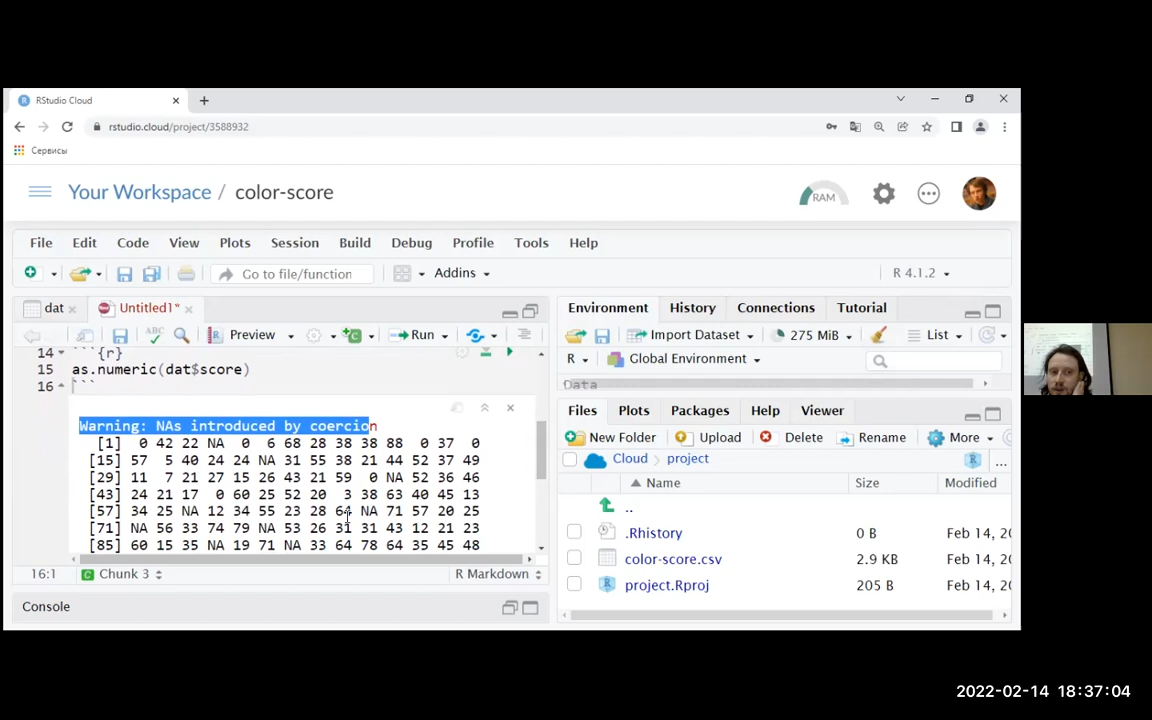 RStudio Cloud
rstudio.cloud/project/3588932
Сервисы
Your Workspace / color-score
RAM
File Edit Code View Plots Session Build Debug Profile Tools Help
Go to file/function
Addins
R 4.1.2
dat
Untitled1*
Environment History Connections Tutorial
ABC
Preview
Run
Import Dataset
275 MiB
List
R
Global Environment
14 ```{r}
15 as.numeric(dat$score)
16 ```
Data
Warning: NAs introduced by coercion
[1] 0 42 22 NA 0 6 68 28 38 38 88 0 37 0
[15] 57 5 40 24 24 NA 31 55 38 21 44 52 37 49
[29] 11 7 21 27 15 26 43 21 59 0 NA 52 36 46
[43] 24 21 17 0 60 25 52 20 3 38 63 40 45 13
[57] 34 25 NA 12 34 55 23 28 64 NA 71 57 20 25
[71] NA 56 33 74 79 NA 53 26 31 31 43 12 21 23
[85] 60 15 35 NA 19 71 NA 33 64 78 64 35 45 48
16:1
Chunk 3
R Markdown
Console
Files Plots Packages Help Viewer
New Folder Upload Delete Rename More
Cloud project
R
...
Name Size Modified
..
.Rhistory 0 B Feb 14, 20
color-score.csv 2.9 KB Feb 14, 20
project.Rproj 205 B Feb 14, 20
2022-02-14 18:37:04